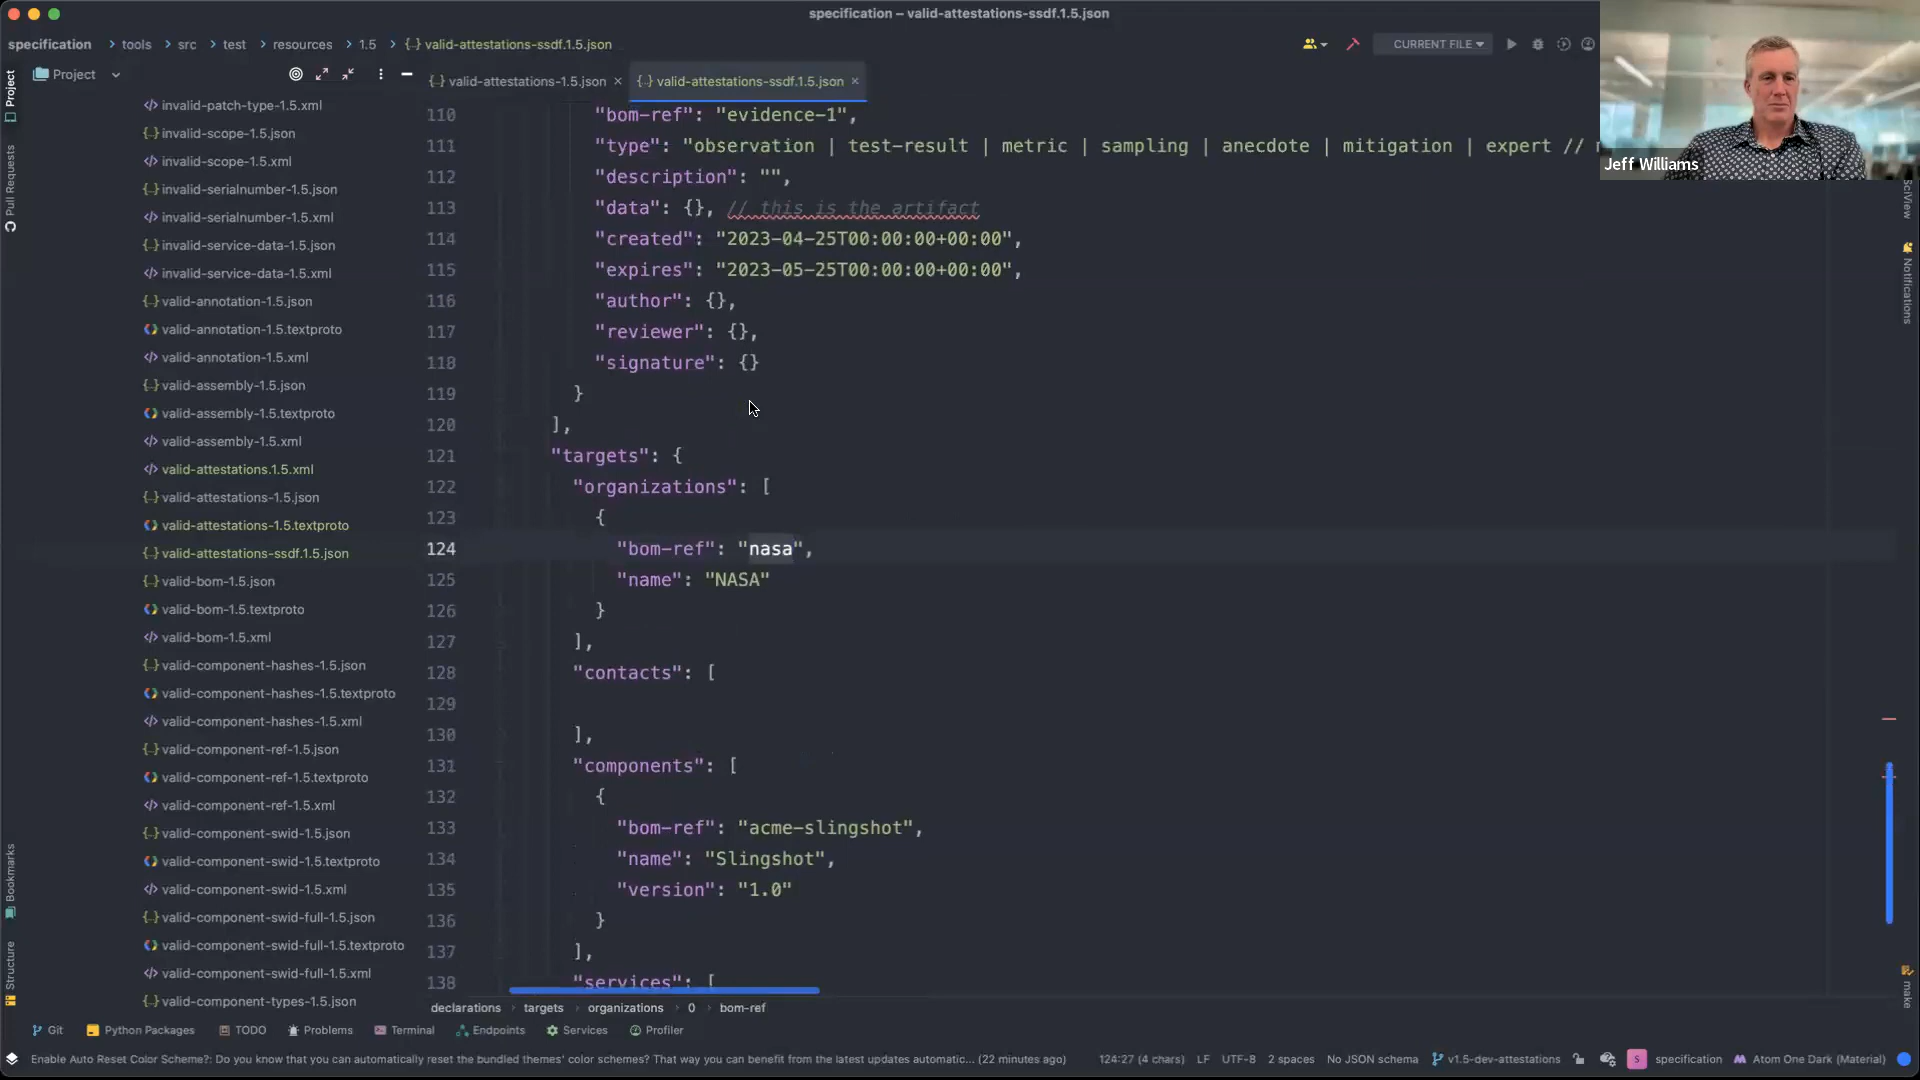 specification – valid-attestations-ssdf.1.5.json
specification > tools > src > test > resources > 1.5 > valid-attestations-ssdf.1.5.json
CURRENT FILE
Project
valid-attestations-1.5.json
valid-attestations-ssdf.1.5.json
Jeff Williams
Project
Pull Requests
Bookmarks
Structure
SciView
Notifications
make
invalid-patch-type-1.5.xml
invalid-scope-1.5.json
invalid-scope-1.5.xml
invalid-serialnumber-1.5.json
invalid-serialnumber-1.5.xml
invalid-service-data-1.5.json
invalid-service-data-1.5.xml
valid-annotation-1.5.json
valid-annotation-1.5.textproto
valid-annotation-1.5.xml
valid-assembly-1.5.json
valid-assembly-1.5.textproto
valid-assembly-1.5.xml
valid-attestations.1.5.xml
valid-attestations-1.5.json
valid-attestations-1.5.textproto
valid-attestations-ssdf.1.5.json
valid-bom-1.5.json
valid-bom-1.5.textproto
valid-bom-1.5.xml
valid-component-hashes-1.5.json
valid-component-hashes-1.5.textproto
valid-component-hashes-1.5.xml
valid-component-ref-1.5.json
valid-component-ref-1.5.textproto
valid-component-ref-1.5.xml
valid-component-swid-1.5.json
valid-component-swid-1.5.textproto
valid-component-swid-1.5.xml
valid-component-swid-full-1.5.json
valid-component-swid-full-1.5.textproto
valid-component-swid-full-1.5.xml
valid-component-types-1.5.json
110 "bom-ref": "evidence-1",
111 "type": "observation | test-result | metric | sampling | anecdote | mitigation | expert //
112 "description": "",
113 "data": {}, // this is the artifact
114 "created": "2023-04-25T00:00:00+00:00",
115 "expires": "2023-05-25T00:00:00+00:00",
116 "author": {},
117 "reviewer": {},
118 "signature": {}
119 }
120 ],
121 "targets": {
122 "organizations": [
123 {
124 "bom-ref": "nasa",
125 "name": "NASA"
126 }
127 ],
128 "contacts": [
129
130 ],
131 "components": [
132 {
133 "bom-ref": "acme-slingshot",
134 "name": "Slingshot",
135 "version": "1.0"
136 }
137 ],
138 "services": [
declarations > targets > organizations > 0 > bom-ref
Git Python Packages TODO Problems Terminal Endpoints Services Profiler
Enable Auto Reset Color Scheme?: Do you know that you can automatically reset the bundled themes' color schemes? That way you can benefit from the latest updates automatic... (22 minutes ago) 124:27 (4 chars) LF UTF-8 2 spaces No JSON schema v1.5-dev-attestations S specification Atom One Dark (Material)